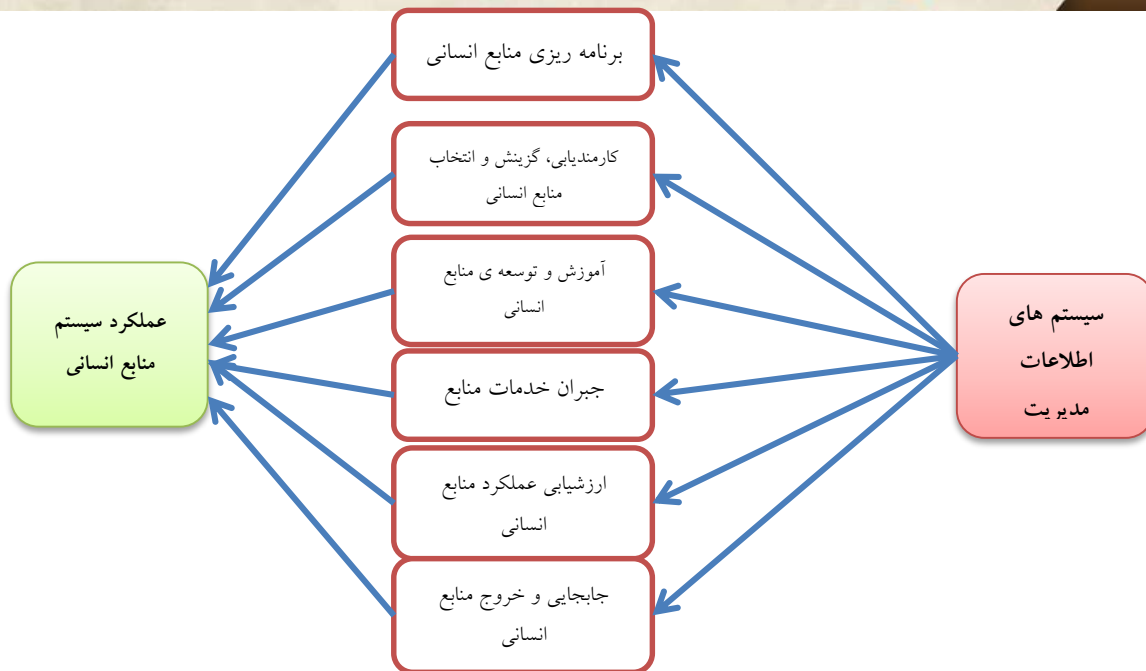 برنامه ریزی منابع انسانی
کارمندیابی، گزینش و انتخاب
منابع انسانی
آموزش و توسعه ی منابع
انسانی
جبران خدمات منابع
ارزشیابی عملکرد منابع
انسانی
جابجایی و خروج منابع
انسانی
سیستم های
اطلاعات
مدیریت
عملکرد سیستم
منابع انسانی